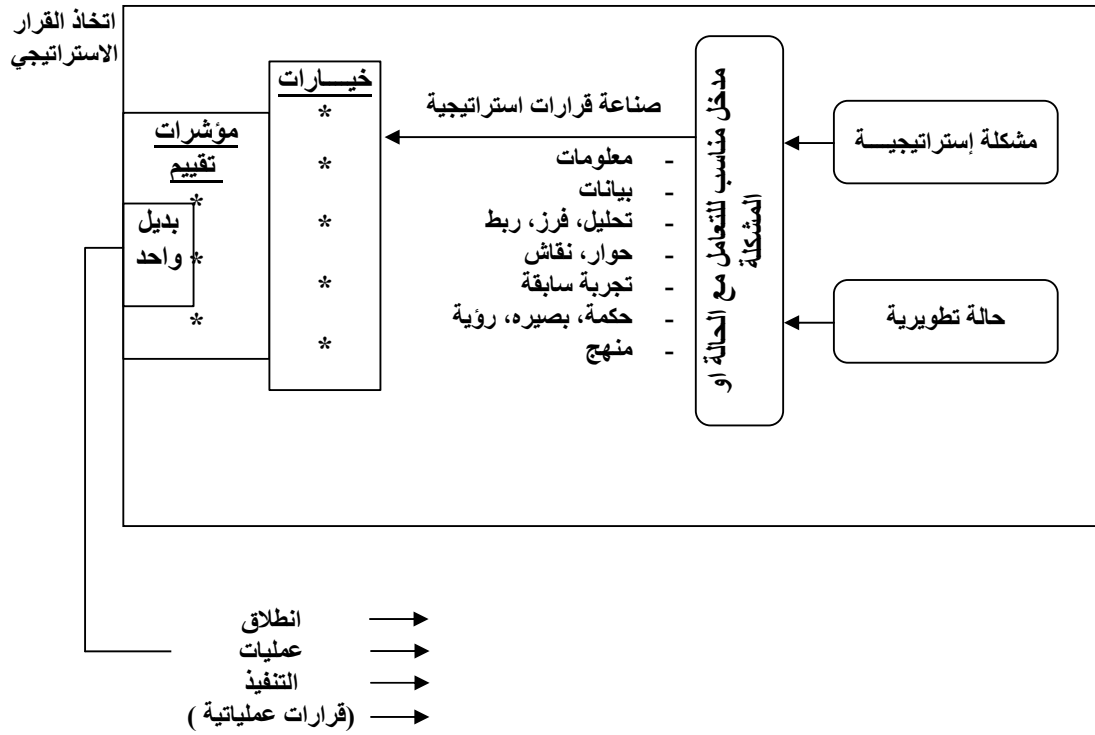 اتخاذ القرار
الاستراتيجي
مشكلة إستراتيجيــــة
حالة تطويرية
مدخل مناسب للتعامل مع الحالة او
المشكلة
صناعة قرارات استراتيجية
- معلومات
- بيانات
- تحليل، فرز، ربط
- حوار، نقاش
- تجربة سابقة
- حكمة، بصيره، رؤية
- منهج
خيـــــارات
*
*
*
*
*
مؤشرات
تقييم
*
*
*
بديل
واحد
انطلاق
عمليات
التنفيذ
(قرارات عملياتية )